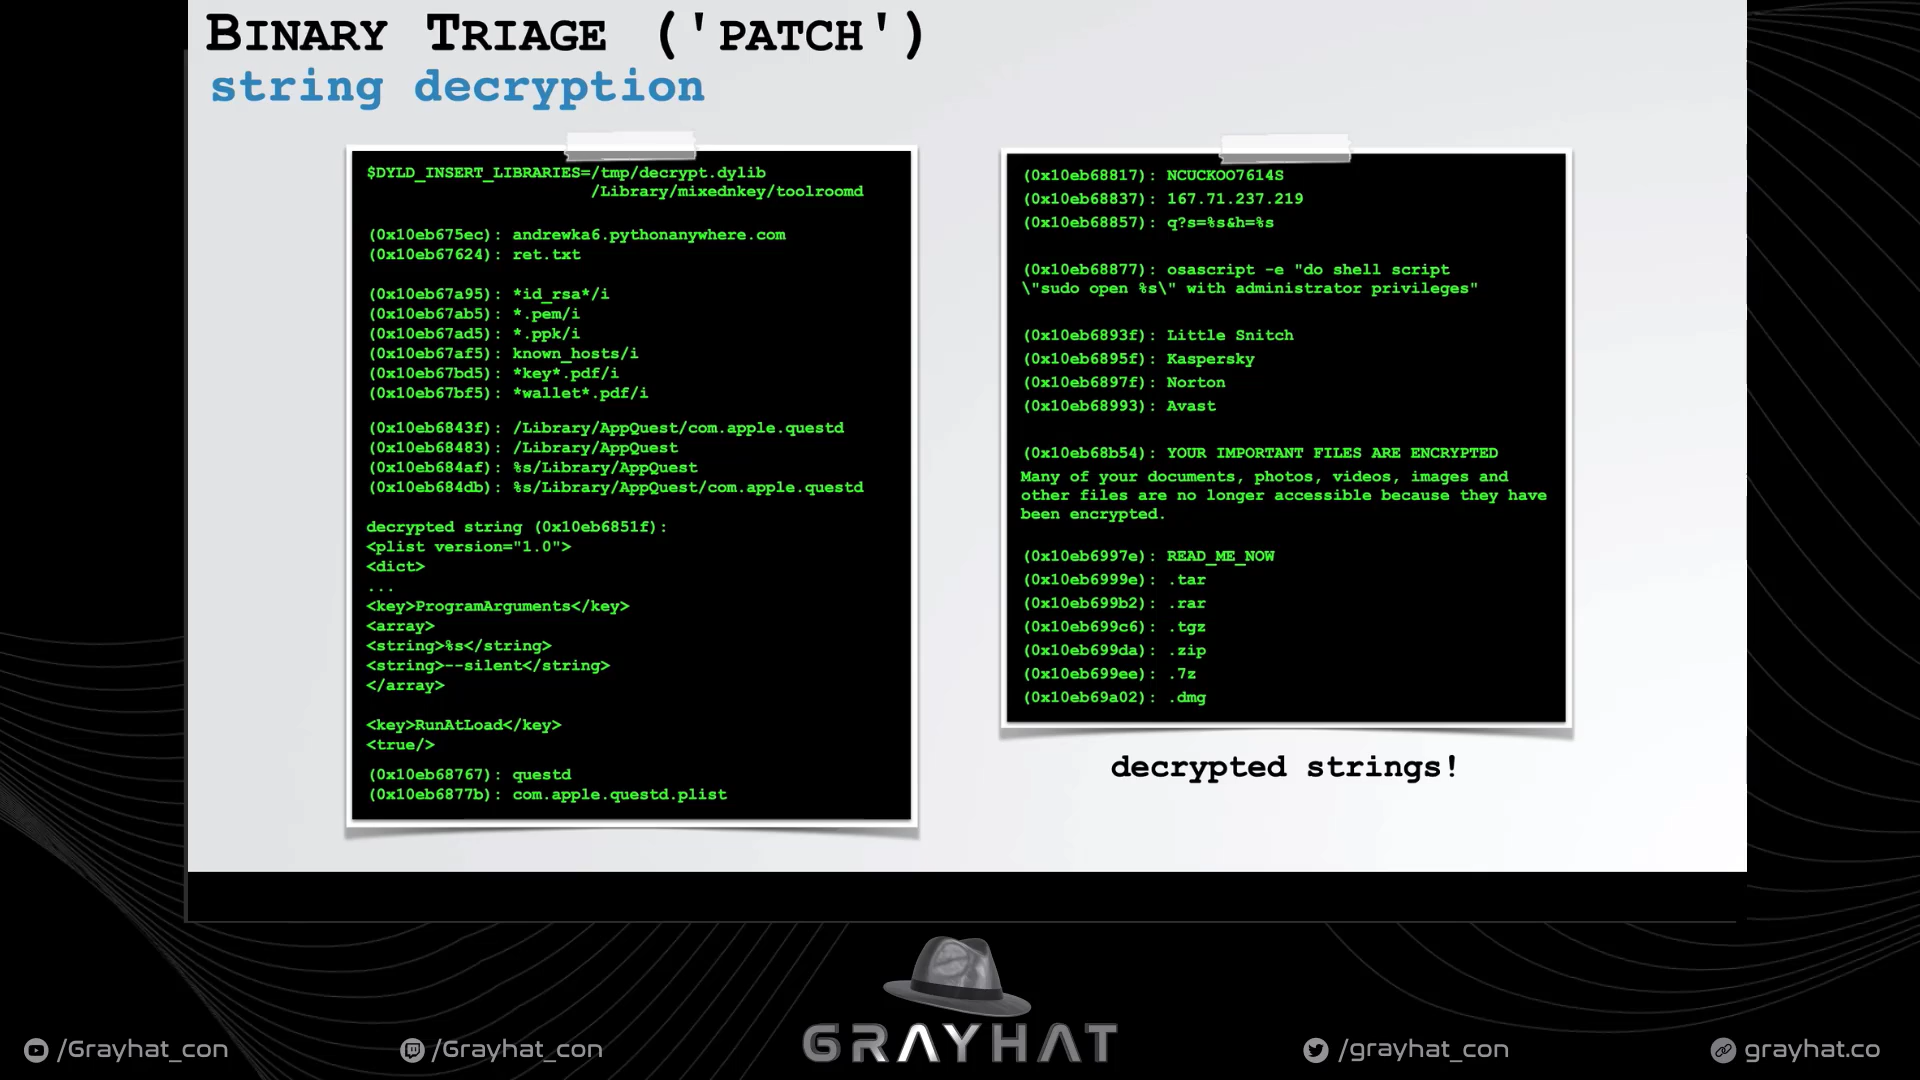 BINARY TRIAGE ('PATCH')
string decryption
$DYLD_INSERT_LIBRARIES=/tmp/decrypt.dylib
/Library/mixednkey/toolroomd
(0x10eb675ec): andrewka6.pythonanywhere.com
(0x10eb67624): ret.txt
(0x10eb67a95): *id_rsa*/i
(0x10eb67ab5): *.pem/i
(0x10eb67ad5): *.ppk/i
(0x10eb67af5): known_hosts/i
(0x10eb67bd5): *key*.pdf/i
(0x10eb67bf5): *wallet*.pdf/i
(0x10eb6843f): /Library/AppQuest/com.apple.questd
(0x10eb68483): /Library/AppQuest
(0x10eb684af): %s/Library/AppQuest
(0x10eb684db): %s/Library/AppQuest/com.apple.questd
decrypted string (0x10eb6851f):
<plist version="1.0">
<dict>
...
<key>ProgramArguments</key>
<array>
<string>%s</string>
<string>--silent</string>
</array>
<key>RunAtLoad</key>
<true/>
(0x10eb68767): questd
(0x10eb6877b): com.apple.questd.plist
(0x10eb68817): NCUCKOO7614S
(0x10eb68837): 167.71.237.219
(0x10eb68857): q?s=%s&h=%s
(0x10eb68877): osascript -e "do shell script
\"sudo open %s\" with administrator privileges"
(0x10eb6893f): Little Snitch
(0x10eb6895f): Kaspersky
(0x10eb6897f): Norton
(0x10eb68993): Avast
(0x10eb68b54): YOUR IMPORTANT FILES ARE ENCRYPTED
Many of your documents, photos, videos, images and
other files are no longer accessible because they have
been encrypted.
(0x10eb6997e): READ_ME_NOW
(0x10eb6999e): .tar
(0x10eb699b2): .rar
(0x10eb699c6): .tgz
(0x10eb699da): .zip
(0x10eb699ee): .7z
(0x10eb69a02): .dmg
decrypted strings!
GRAYHAT
/Grayhat_con
/Grayhat_con
/grayhat_con
grayhat.co